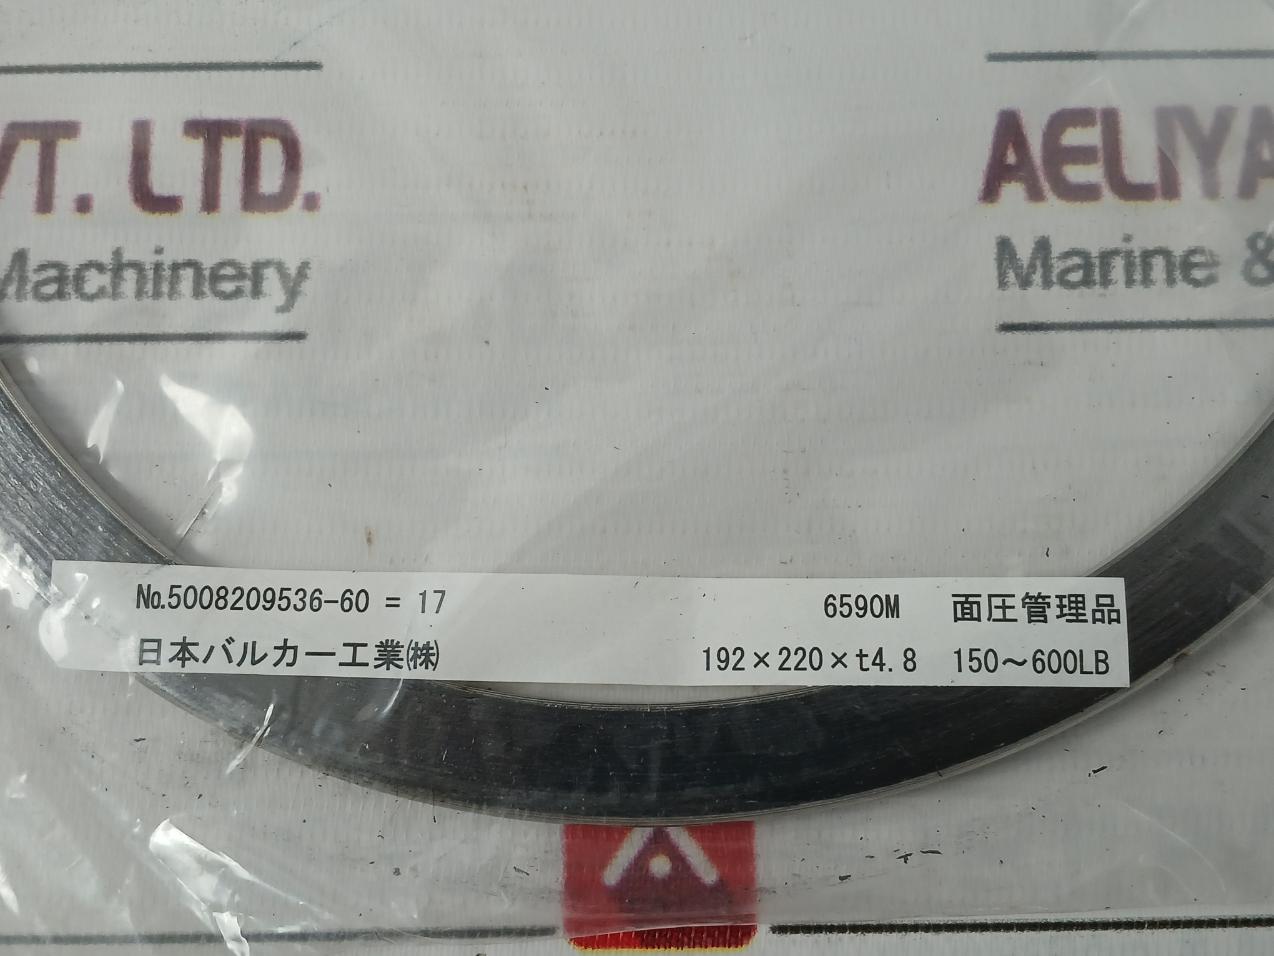 VT. LTD.
Machinery
AELIYA
Marine &
№.5008209536-60 = 17
6590M 面圧管理品
日本バルカー工業㈱
192×220×t4.8 150～600LB